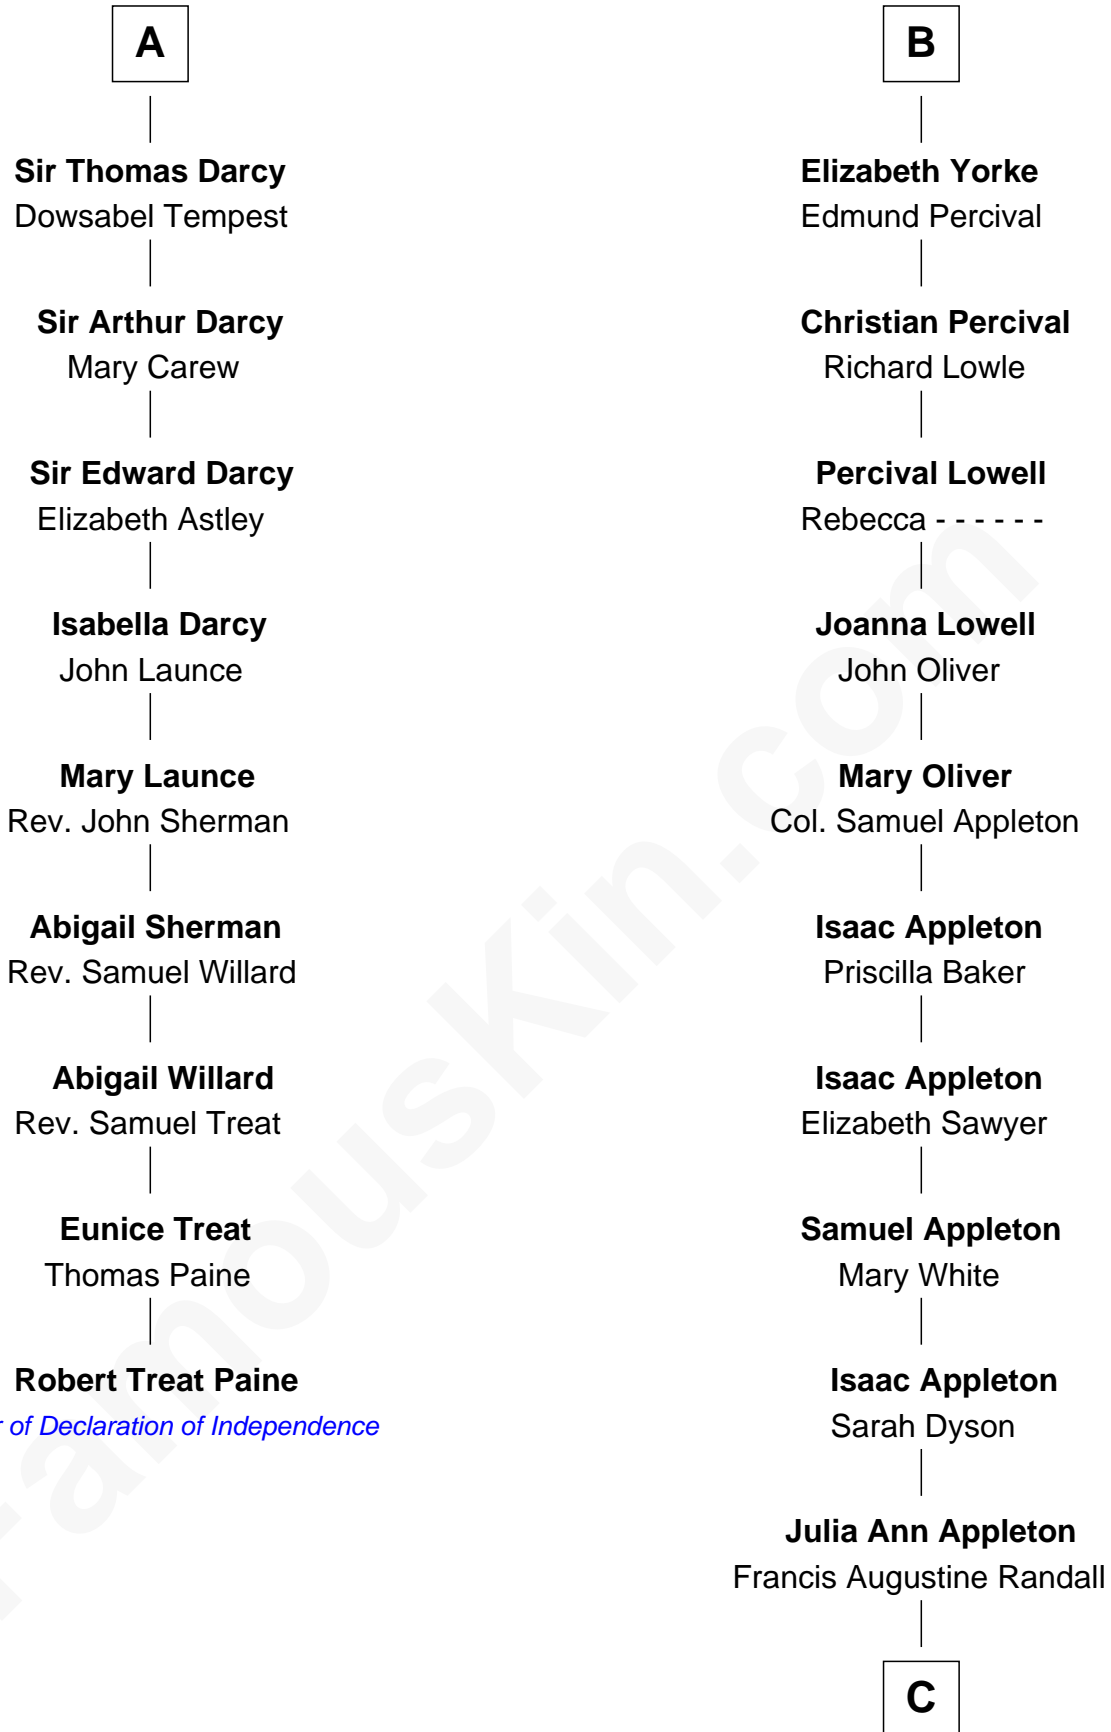 A
Sir Thomas Darcy
Dowsabel Tempest
Sir Arthur Darcy
Mary Carew
Sir Edward Darcy
Elizabeth Astley
Isabella Darcy
John Launce
Mary Launce
Rev. John Sherman
Abigail Sherman
Rev. Samuel Willard
Abigail Willard
Rev. Samuel Treat
Eunice Treat
Thomas Paine
Robert Treat Paine
of Declaration of Independence
B
Elizabeth Yorke
Edmund Percival
Christian Percival
Richard Lowle
Percival Lowell
Rebecca - - - - - -
Joanna Lowell
John Oliver
Mary Oliver
Col. Samuel Appleton
Isaac Appleton
Priscilla Baker
Isaac Appleton
Elizabeth Sawyer
Samuel Appleton
Mary White
Isaac Appleton
Sarah Dyson
Julia Ann Appleton
Francis Augustine Randall
C
FamousKin.com